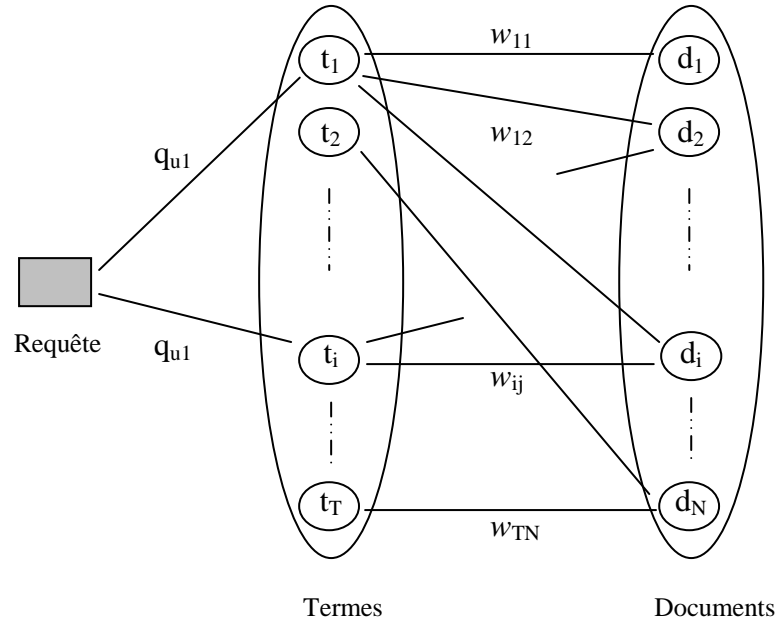 w11
t1
d1
w12
t2
d2
qu1
Requête
qu1
ti
wij
di
tT
wTN
dN
Termes
Documents